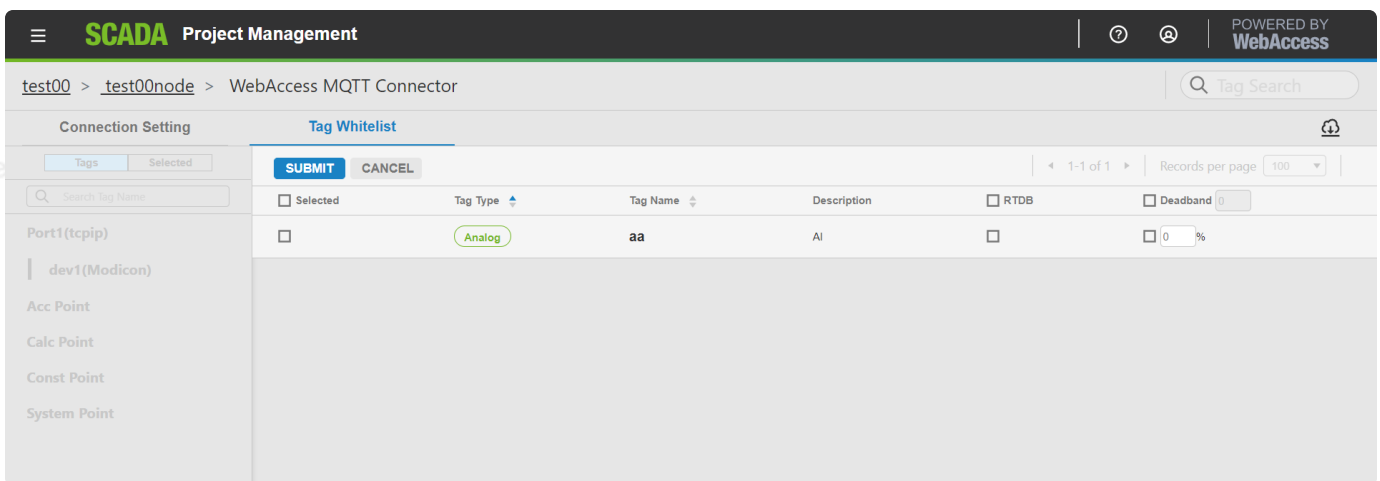 SCADA Project Management
POWERED BY
WebAccess
test00 > _test00node > WebAccess MQTT Connector
Tag Search
Connection Setting
Tag Whitelist
Tags
Selected
SUBMIT
CANCEL
1-1 of 1
Records per page
100
Search Tag Name
Selected
Tag Type
Tag Name
Description
RTDB
Deadband 0
Port1(tcpip)
Analog
aa
AI
0 %
dev1(Modicon)
Acc Point
Calc Point
Const Point
System Point